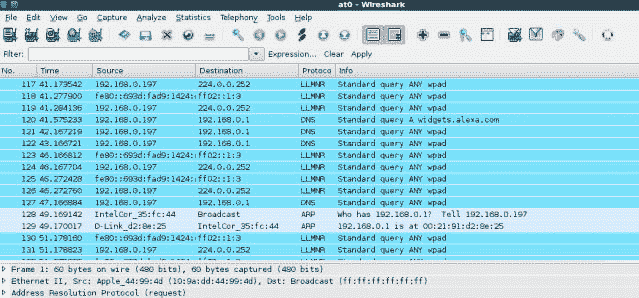 at0 - Wireshark
File Edit View Go Capture Analyze Statistics Telephony Tools Help
Filter: Expression... Clear Apply
No. Time Source Destination Protoco Info
117 41.179542 192.168.0.197 224.0.0.252 LLMNR Standard query ANY wpad
118 41.277900 fe80::693d:fad9:1424: ff02::1:3 LLMNR Standard query ANY wpad
119 41.284136 192.168.0.197 224.0.0.252 LLMNR Standard query ANY wpad
120 41.575233 192.168.0.197 192.168.0.1 DNS Standard query A widgets.alexa.com
121 42.167219 192.168.0.197 192.168.0.1 DNS Standard query ANY wpad
122 43.166721 192.168.0.197 192.168.0.1 DNS Standard query ANY wpad
123 46.166812 fe80::693d:fad9:1424: ff02::1:3 LLMNR Standard query ANY wpad
124 46.167704 192.168.0.197 224.0.0.252 LLMNR Standard query ANY wpad
125 46.272428 fe80::693d:fad9:1424: ff02::1:3 LLMNR Standard query ANY wpad
126 46.272760 192.168.0.197 224.0.0.252 LLMNR Standard query ANY wpad
127 47.166884 192.168.0.197 192.168.0.1 DNS Standard query ANY wpad
128 49.169142 IntelCor_35:fc:44 Broadcast ARP Who has 192.168.0.1? Tell 192.168.0.197
129 49.170017 D-Link_d2:8e:25 IntelCor_35:fc:44 ARP 192.168.0.1 is at 00:21:91:d2:8e:25
130 51.178160 fe80::693d:fad9:1424: ff02::1:3 LLMNR Standard query ANY wpad
131 51.178823 192.168.0.197 224.0.0.252 LLMNR Standard query ANY wpad
Frame 1: 60 bytes on wire (480 bits), 60 bytes captured (480 bits)
Ethernet II, Src: Apple_44:99:4d (10:9a:dd:44:99:4d), Dst: Broadcast (ff:ff:ff:ff:ff:ff)
Address Resolution Protocol (request)